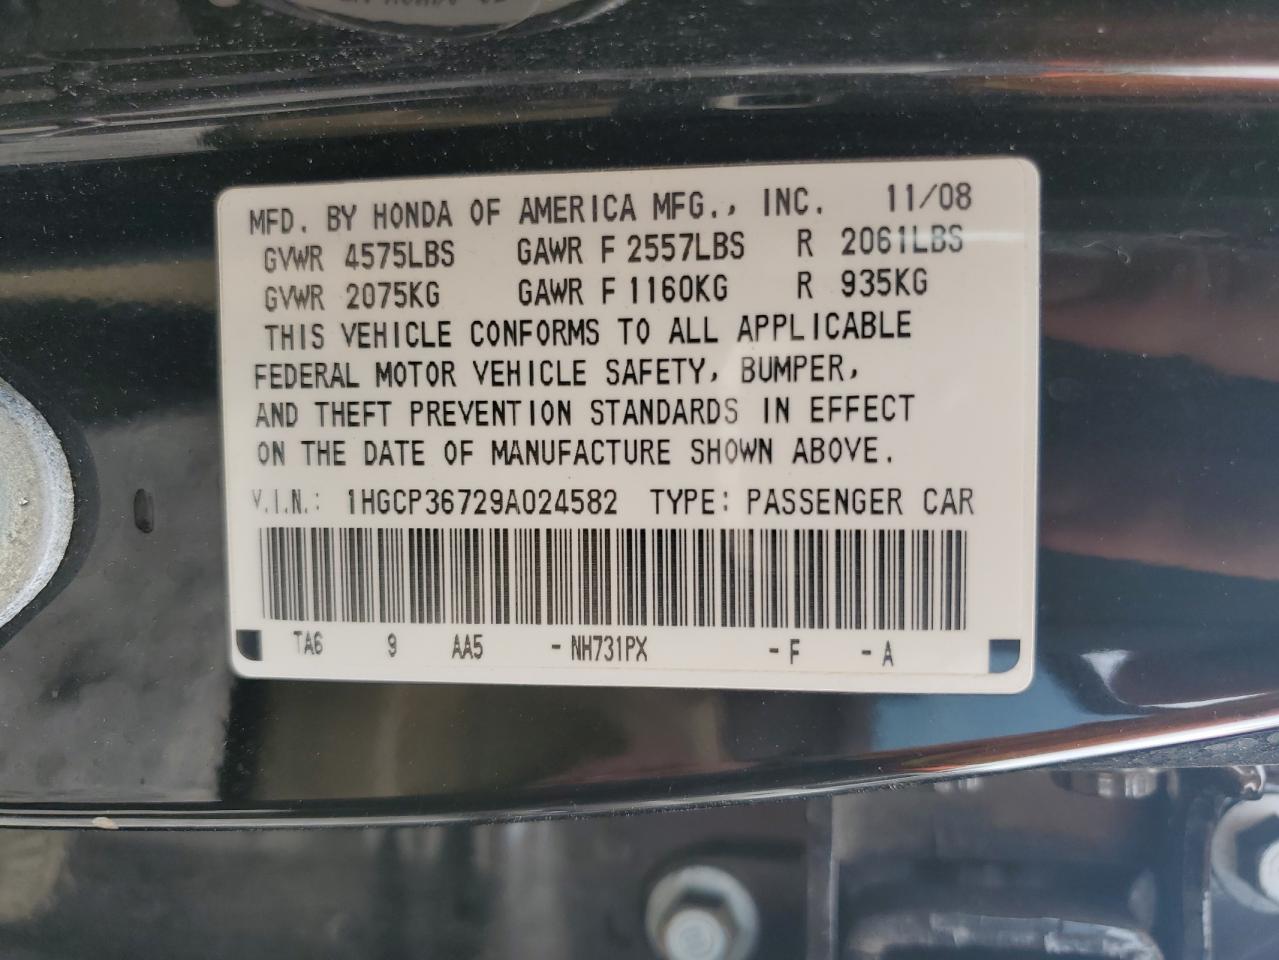 MFD. BY HONDA OF AMERICA MFG., INC. 11/08
GVWR 4575LBS GAWR F 2557LBS R 2061LBS
GVWR 2075KG GAWR F 1160KG R 935KG
THIS VEHICLE CONFORMS TO ALL APPLICABLE
FEDERAL MOTOR VEHICLE SAFETY, BUMPER,
AND THEFT PREVENTION STANDARDS IN EFFECT
ON THE DATE OF MANUFACTURE SHOWN ABOVE.
V.I.N.: 1HGCP36729A024582 TYPE: PASSENGER CAR
TA6 9 AA5 -NH731PX -F -A